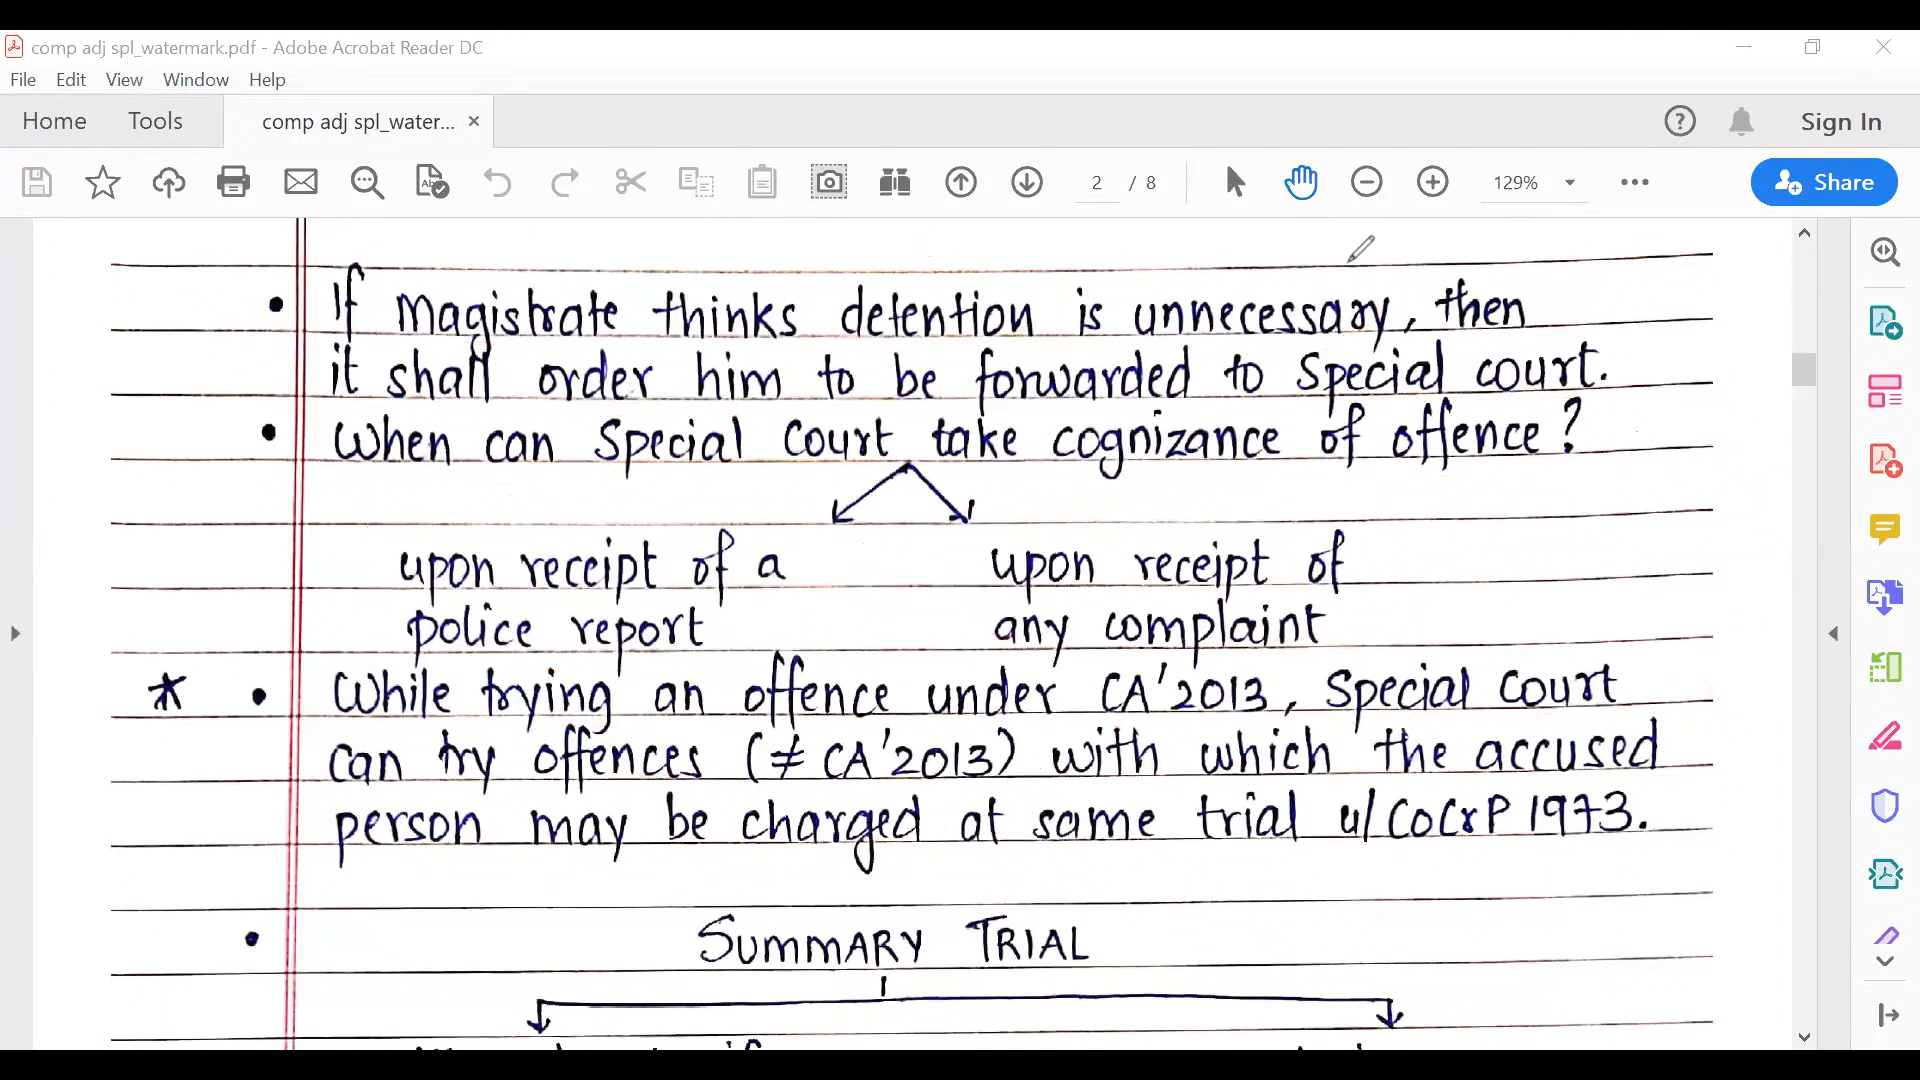 comp adj spl_watermark.pdf - Adobe Acrobat Reader DC
File Edit View Window Help
Home Tools comp adj spl_water... × Sign In
2 / 8 129% Share
• If Magistrate thinks detention is unnecessary, then
it shall order him to be forwarded to Special court.
• When can Special Court take cognizance of offence?
upon receipt of a upon receipt of
police report any complaint
* • While trying an offence under CA'2013, Special Court
can try offences (≠ CA'2013) with which the accused
person may be charged at same trial u/CoCrP 1973.
• SUMMARY TRIAL